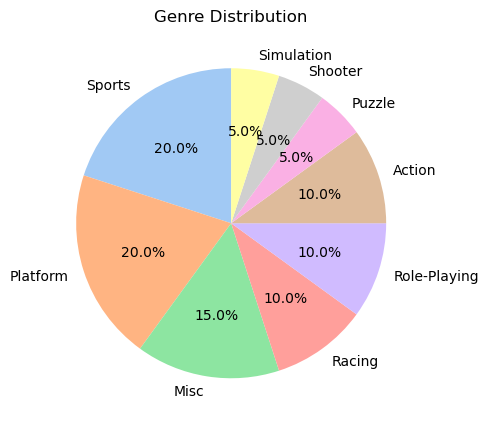 Genre Distribution
Simulation
Shooter
Sports
Puzzle
5.0%
5.0%
20.0%
5.0%
Action
10.0%
Platform
20.0%
10.0%
Role-Playing
15.0%
10.0%
Racing
Misc